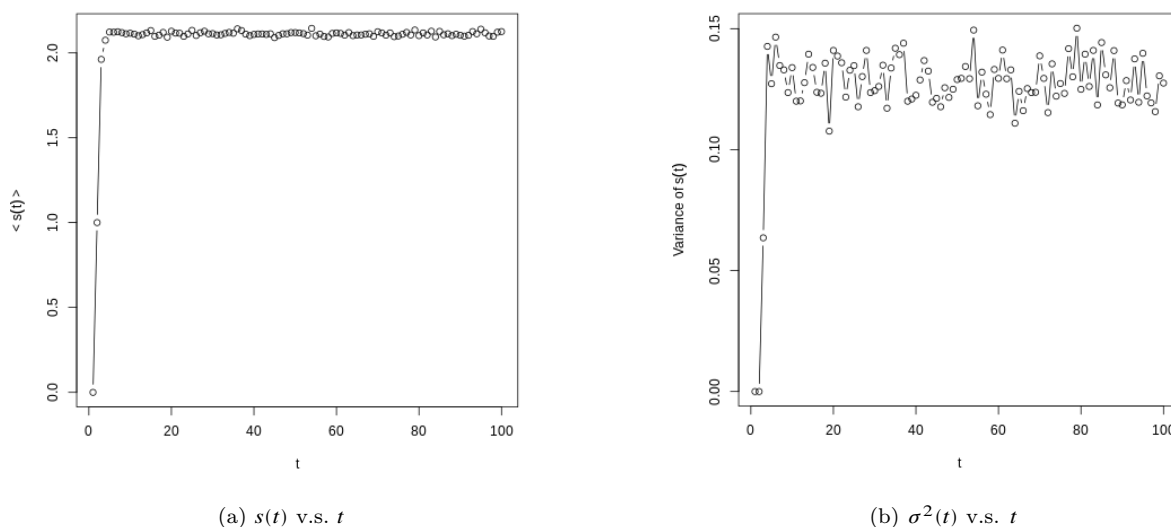 < s(t) >
0.0 0.5 1.0 1.5 2.0
0 20 40 60 80 100
t
(a) s(t) v.s. t
Variance of s(t)
0.00 0.05 0.10 0.15
0 20 40 60 80 100
t
(b) σ²(t) v.s. t